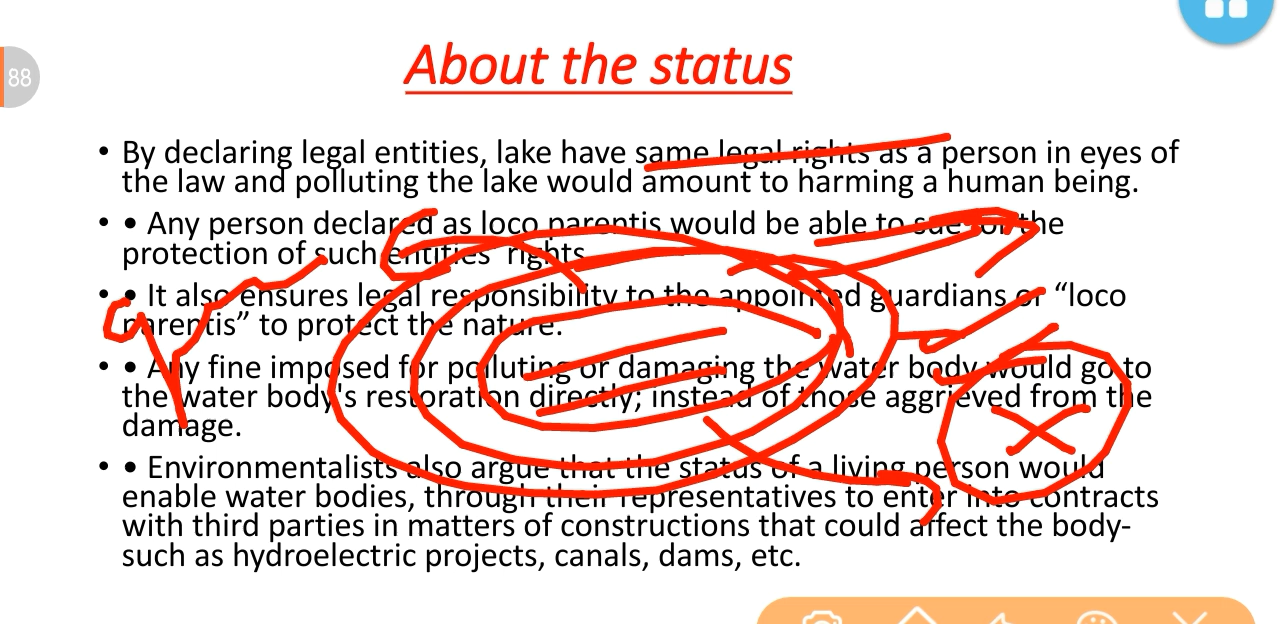 88
About the status
• By declaring legal entities, lake have same legal rights as a person in eyes of
the law and polluting the lake would amount to harming a human being.
• • Any person declared as loco parentis would be able to sue for the
protection of such entities' rights.
• • It also ensures legal responsibility to the appointed guardians or “loco
parentis” to protect the nature.
• • Any fine imposed for polluting or damaging the water body would go to
the water body's restoration directly; instead of those aggrieved from the
damage.
• • Environmentalists also argue that the status of a living person would
enable water bodies, through their representatives to enter into contracts
with third parties in matters of constructions that could affect the body-
such as hydroelectric projects, canals, dams, etc.